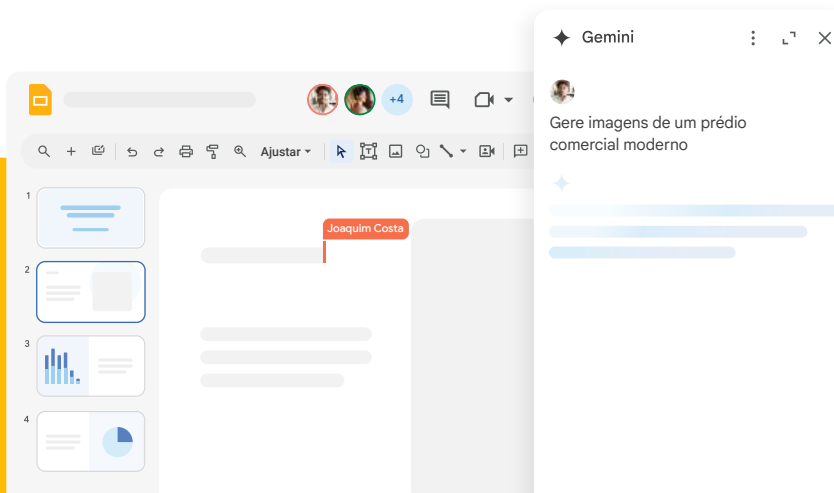 Gemini
+4
Gere imagens de um prédio
comercial moderno
Ajustar
1
Joaquim Costa
2
3
4